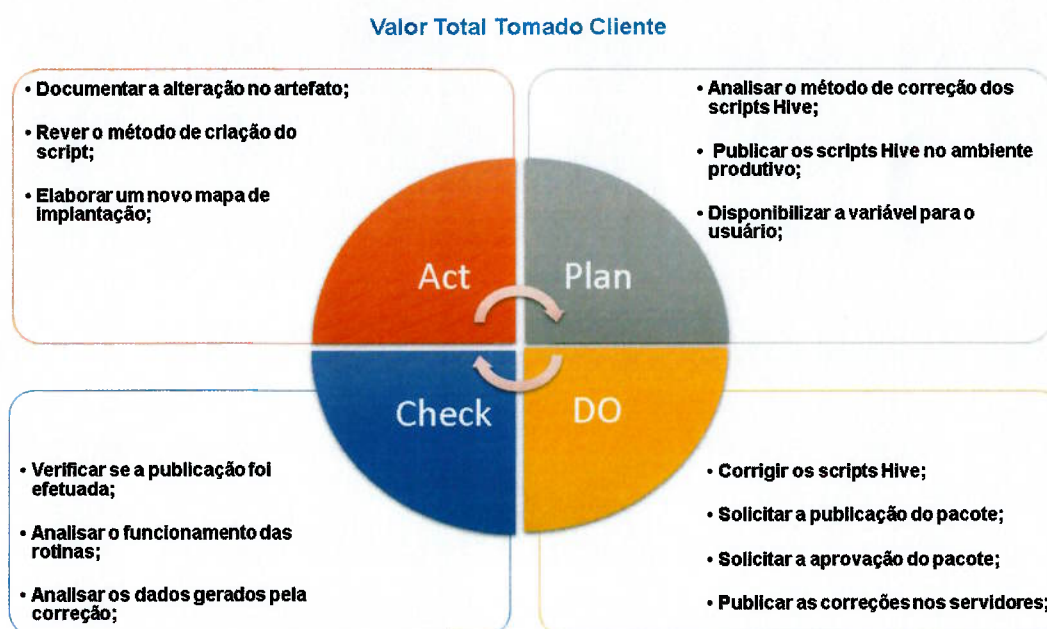 Valor Total Tomado Cliente
• Documentar a alteração no artefato;
• Rever o método de criação do
script;
• Elaborar um novo mapa de
implantação;
• Analisar o método de correção dos
scripts Hive;
• Publicar os scripts Hive no ambiente
produtivo;
• Disponibilizar a variável para o
usuário;
Act
Plan
Check
DO
• Verificar se a publicação foi
efetuada;
• Analisar o funcionamento das
rotinas;
• Analisar os dados gerados pela
correção;
• Corrigir os scripts Hive;
• Solicitar a publicação do pacote;
• Solicitar a aprovação do pacote;
• Publicar as correções nos servidores;